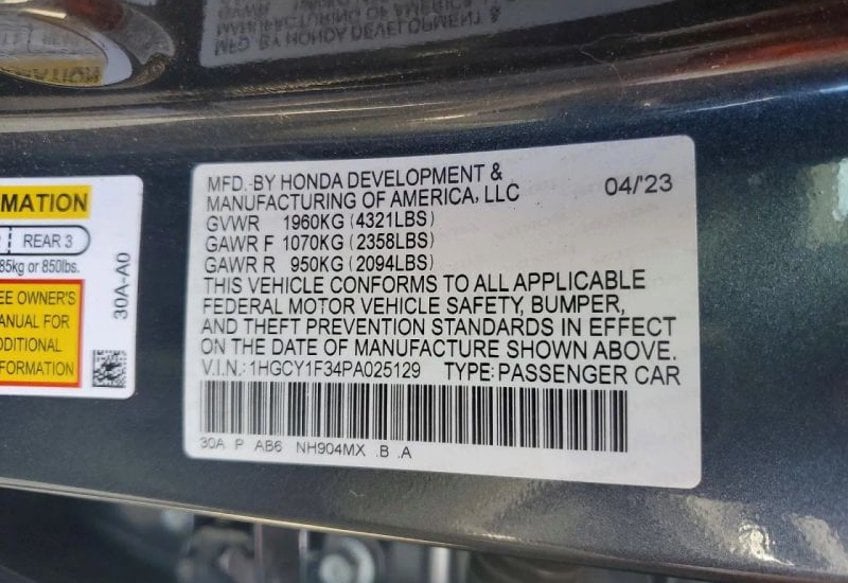 MFD. BY HONDA DEVELOPMENT &
MANUFACTURING OF AMERICA, LLC 04/'23
GVWR 1960KG (4321LBS)
GAWR F 1070KG (2358LBS)
GAWR R 950KG (2094LBS)
THIS VEHICLE CONFORMS TO ALL APPLICABLE
FEDERAL MOTOR VEHICLE SAFETY, BUMPER,
AND THEFT PREVENTION STANDARDS IN EFFECT
ON THE DATE OF MANUFACTURE SHOWN ABOVE.
V.I.N.: 1HGCY1F34PA025129 TYPE: PASSENGER CAR
30A P AB6 NH904MX .B .A
MATION
REAR 3
85kg or 850lbs.
EE OWNER'S
ANUAL FOR
DDITIONAL
FORMATION
30A-A0